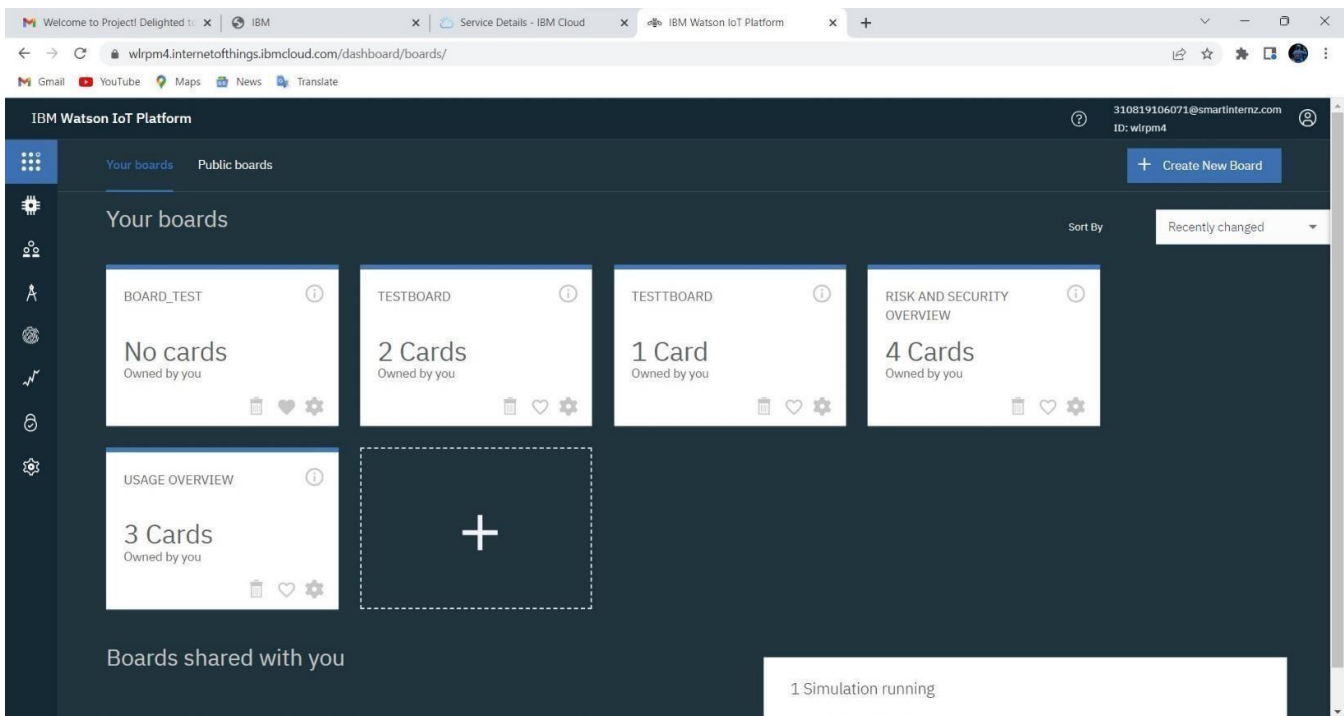 Welcome to Project! Delighted to
IBM
Service Details - IBM Cloud
IBM Watson IoT Platform
wlrpm4.internetofthings.ibmcloud.com/dashboard/boards/
Gmail
YouTube
Maps
News
Translate
IBM Watson IoT Platform
310819106071@smartinternz.com
ID: wlrpm4
Your boards
Public boards
+ Create New Board
Your boards
Sort By
Recently changed
BOARD_TEST
No cards
Owned by you
TESTBOARD
2 Cards
Owned by you
TESTTBOARD
1 Card
Owned by you
RISK AND SECURITY
OVERVIEW
4 Cards
Owned by you
USAGE OVERVIEW
3 Cards
Owned by you
Boards shared with you
1 Simulation running